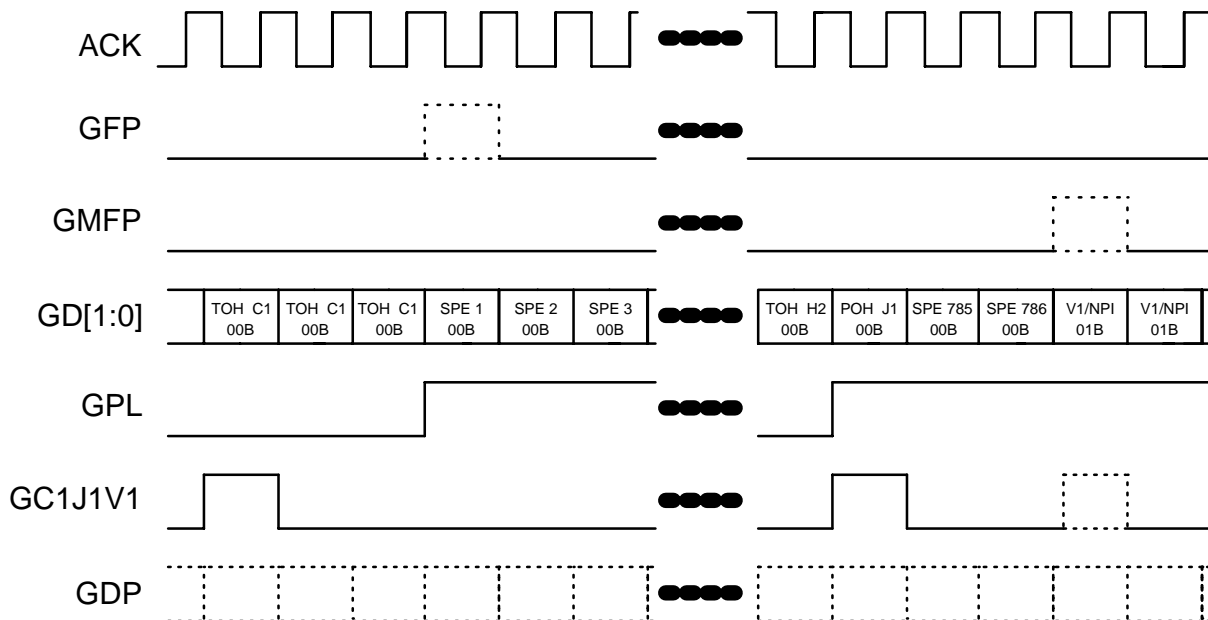 ACK
GFP
GMFP
GD[1:0]
TOH C1 TOH C1 TOH C1 SPE 1 SPE 2 SPE 3 TOH H2 POH J1 SPE 785 SPE 786 V1/NPI V1/NPI
00B 00B 00B 00B 00B 00B 00B 00B 00B 00B 01B 01B
GPL
GC1J1V1
GDP